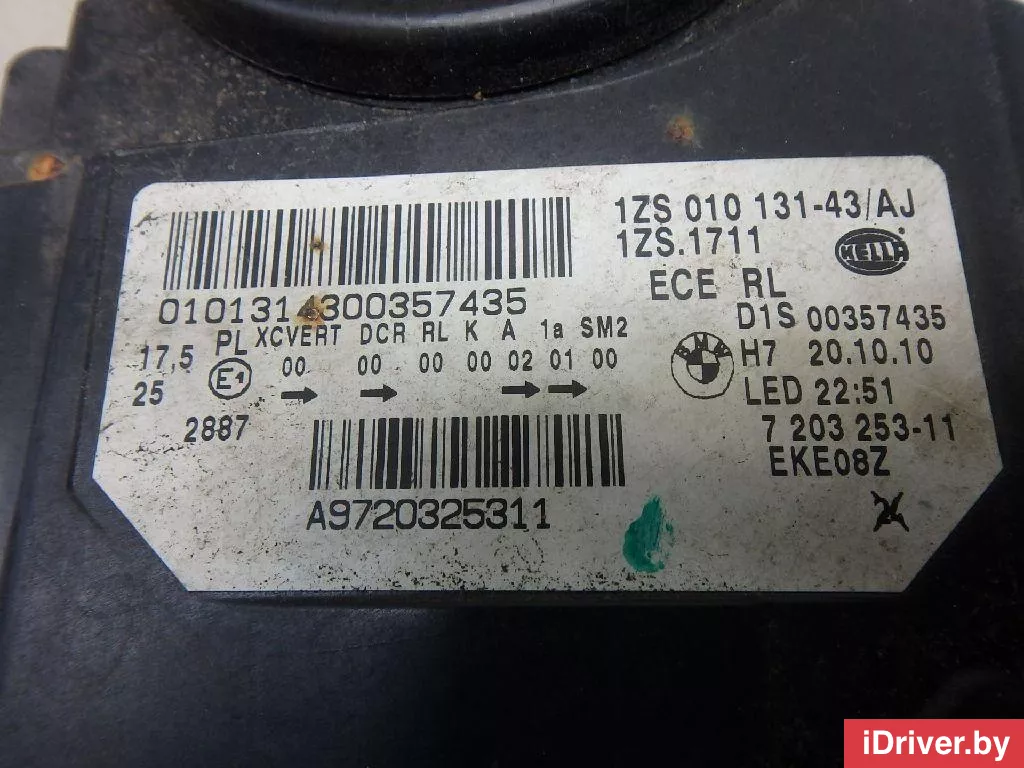 1ZS 010 131-43/AJ
1ZS.1711
HELLA ®
ECE RL
0101314300357435
D1S 00357435
PL XCVERT DCR RL K A 1a SM2
17,5 E1 00 00 00 00 02 01 00
25
BMW
H7 20.10.10
LED 22:51
2887
7 203 253-11
EKE08Z
A9720325311
iDriver.by